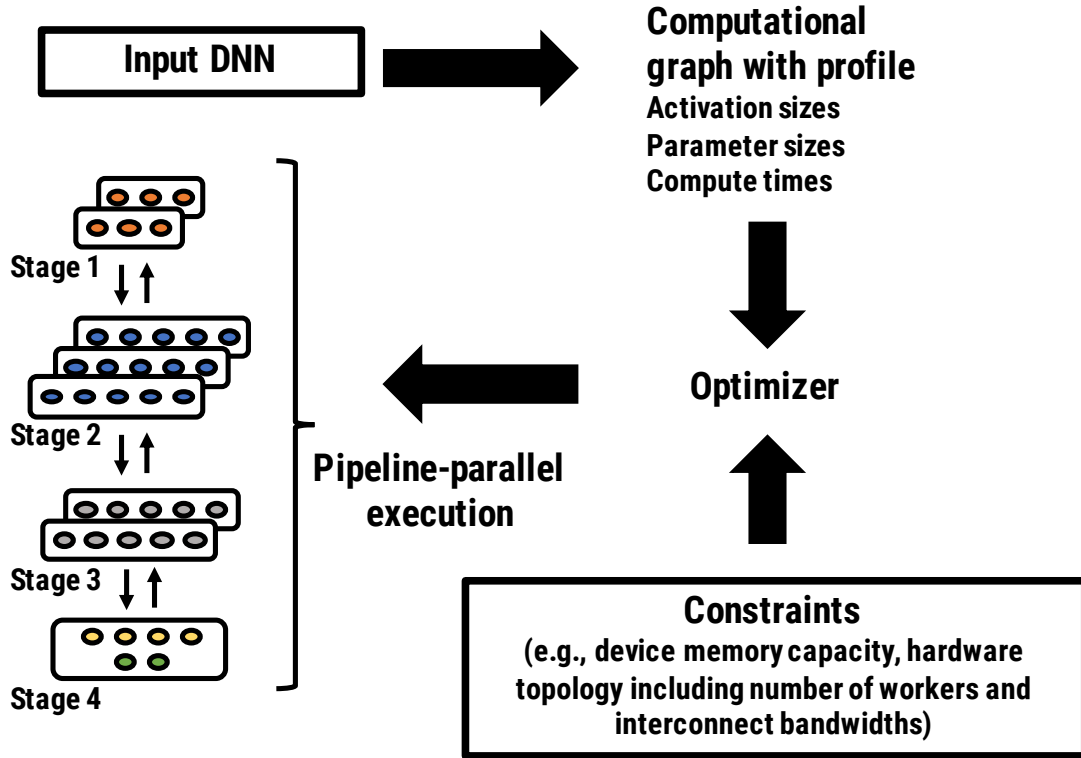 Input DNN
Computational
graph with profile
Activation sizes
Parameter sizes
Compute times
Stage 1
Stage 2
Stage 3
Stage 4
Pipeline-parallel
execution
Optimizer
Constraints
(e.g., device memory capacity, hardware
topology including number of workers and
interconnect bandwidths)